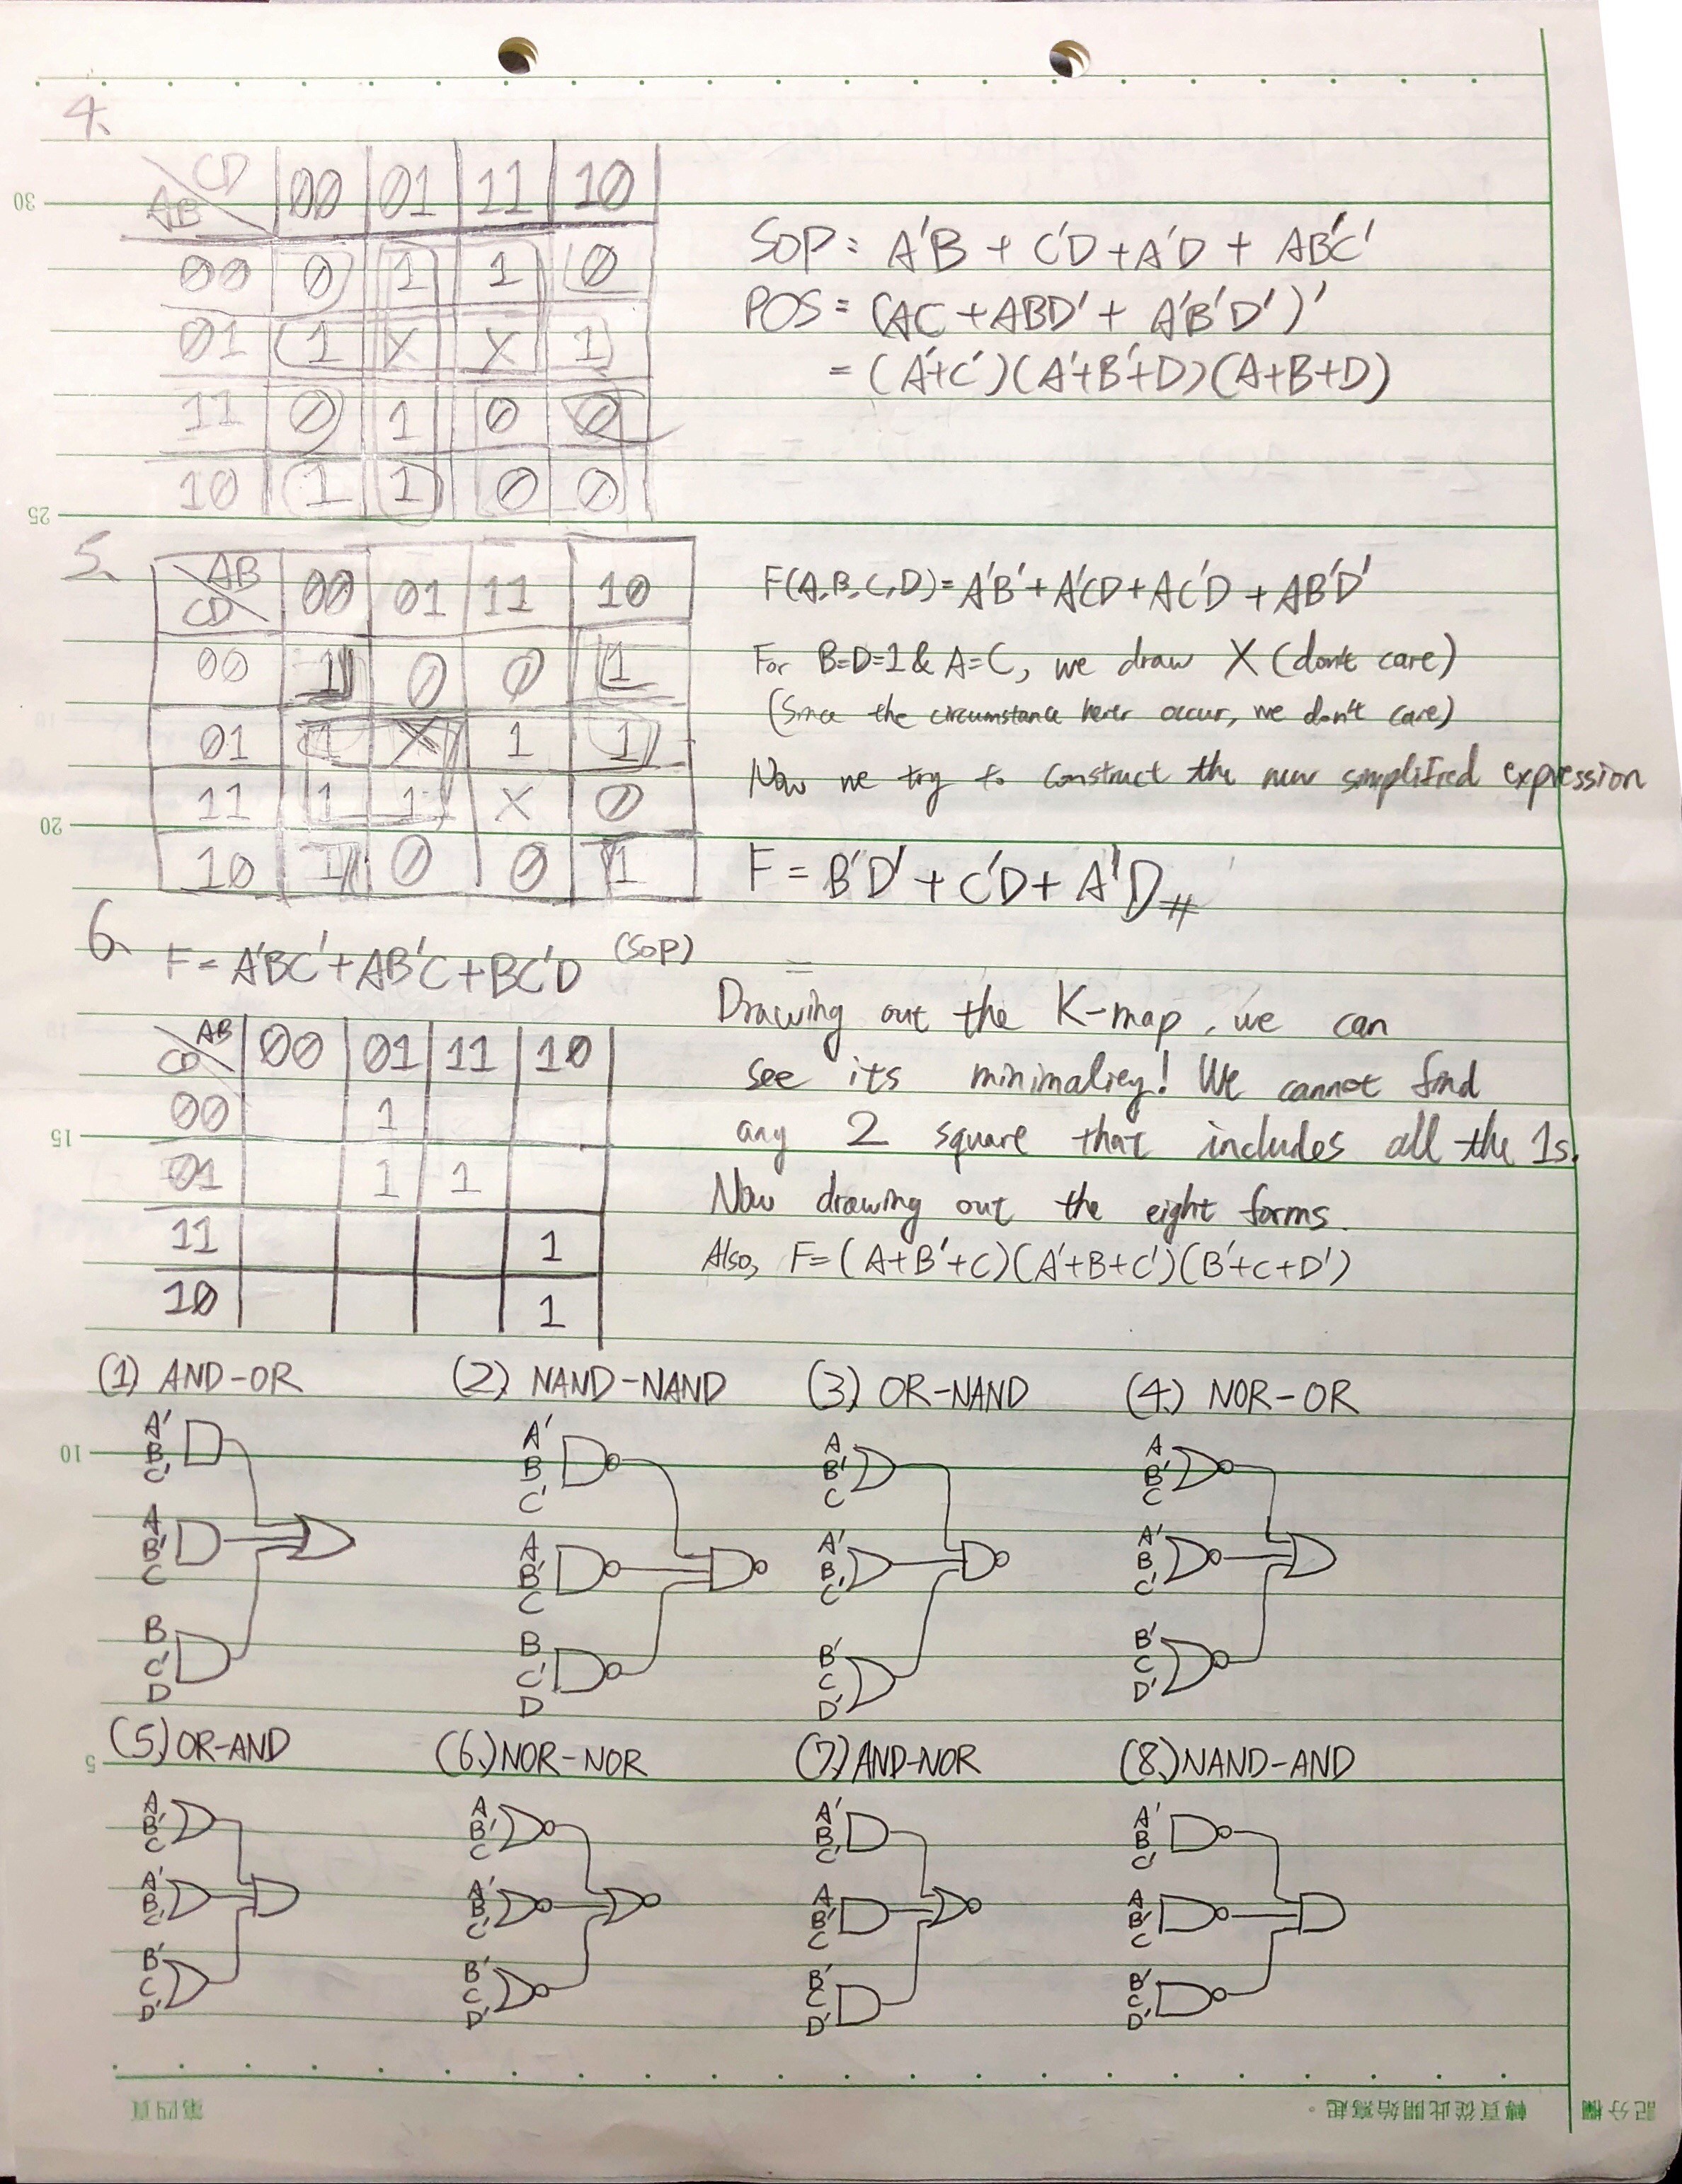 4.
CD
AB
00 01 11 10
00 0 1 1 0
01 1 X X 1
11 0 1 0 0
10 1 1 0 0
SOP: A'B + C'D + A'D + AB'C'
POS = (AC + ABD' + A'B'D')'
= (A'+C')(A'+B'+D)(A+B+D)
5.
AB
CD
00 01 11 10
00 1 0 0 1
01 1 X 1 1
11 1 1 X 0
10 1 0 0 1
F(A,B,C,D)= A'B' + A'CD + AC'D + AB'D'
For B=D=1 & A=C, we draw X (don't care)
(Since the circumstance never occur, we don't care)
Now we try to construct the new simplified expression
F = B'D' + C'D + A'D #
6. F = A'BC' + AB'C + BC'D (SOP)
AB
CD
00 01 11 10
00 1
01 1 1
11 1
10 1
Drawing out the K-map, we can
see its minimality! We cannot find
any 2 square that includes all the 1s.
Now drawing out the eight forms.
Also, F=(A+B'+C)(A'+B+C')(B'+C+D')
(1) AND-OR (2) NAND-NAND (3) OR-NAND (4.) NOR-OR
A' A' A A
B B B' B'
C' C' C C
A A A' A'
B' B' B B
C C C' C'
B B B' B'
C' C' C C
D D D' D'
(5) OR-AND (6.) NOR-NOR (7.) AND-NOR (8.) NAND-AND
A A A' A'
B' B' B B
C C C' C'
A' A' A A
B B B' B'
C' C' C C
B' B' B' B'
C C C C
D' D' D' D'
30
25
20
15
10
5
第四頁
轉頁從此開始寫起。
記分欄